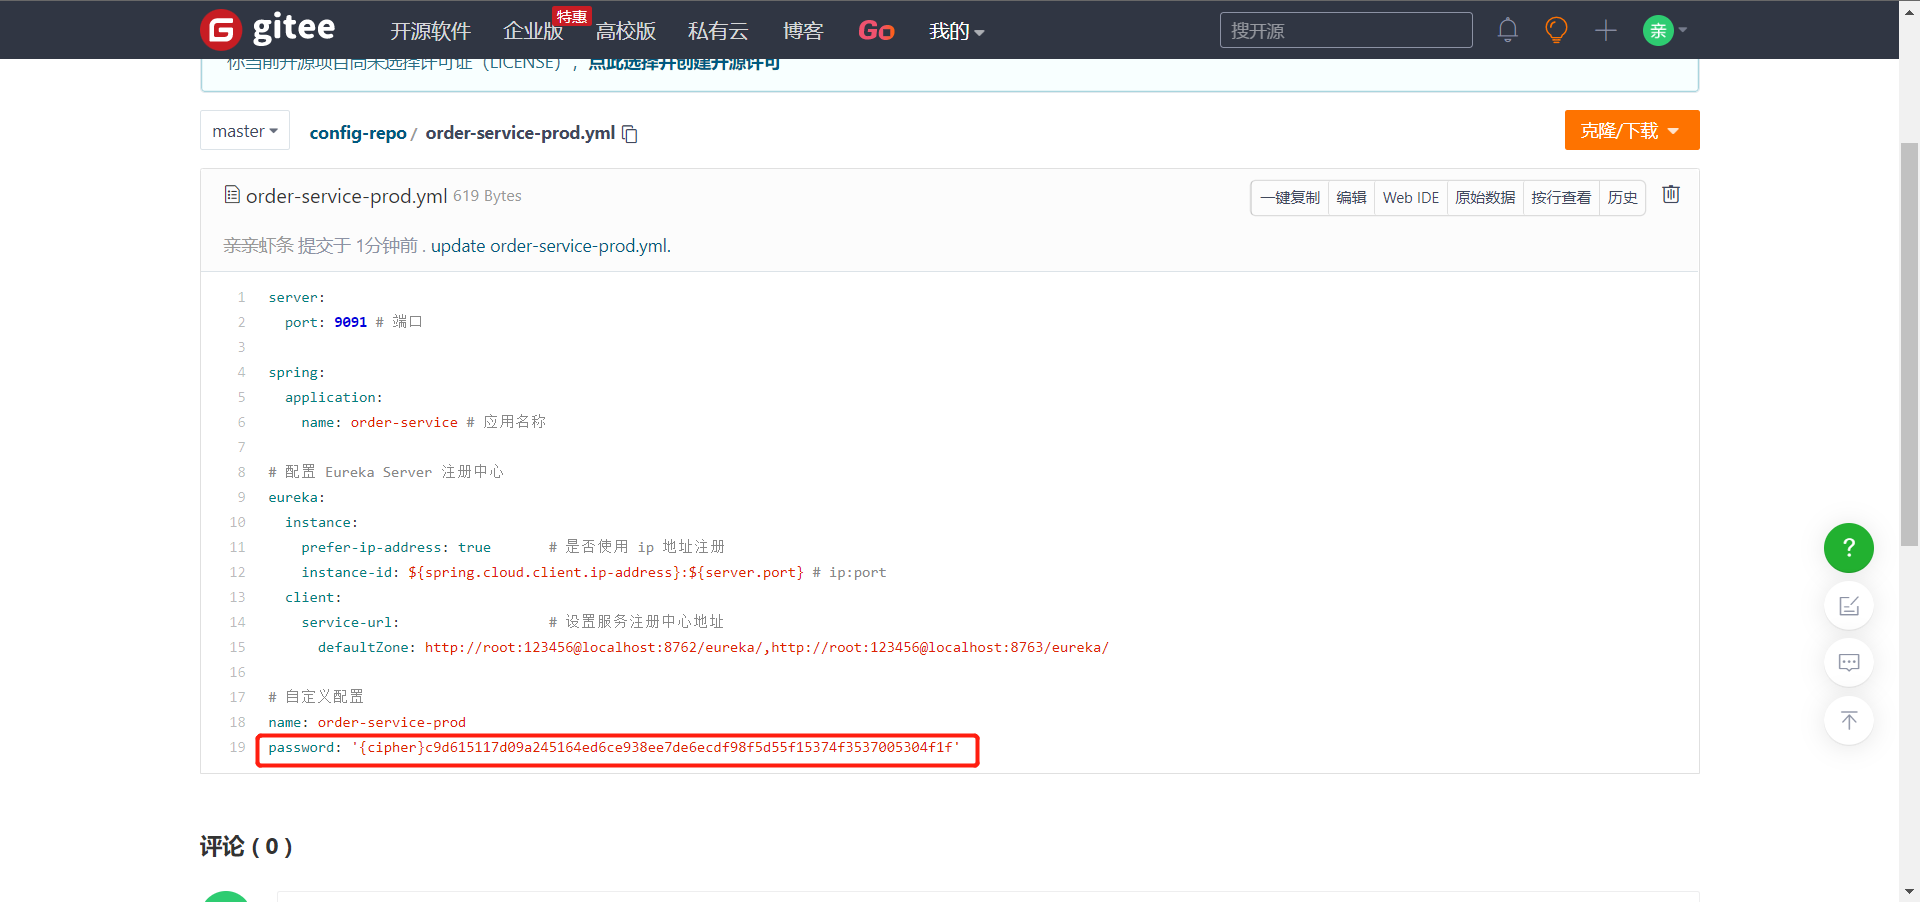 gitee
开源软件 企业版 特惠 高校版 私有云 博客 Go 我的 搜开源 亲
你当前开源项目尚未选择许可证（LICENSE），点此选择并创建开源许可
master config-repo / order-service-prod.yml 克隆/下载
order-service-prod.yml 619 Bytes 一键复制 编辑 Web IDE 原始数据 按行查看 历史
亲亲虾条 提交于 1分钟前 . update order-service-prod.yml.
1 server:
2 port: 9091 # 端口
3
4 spring:
5 application:
6 name: order-service # 应用名称
7
8 # 配置 Eureka Server 注册中心
9 eureka:
10 instance:
11 prefer-ip-address: true # 是否使用 ip 地址注册
12 instance-id: ${spring.cloud.client.ip-address}:${server.port} # ip:port
13 client:
14 service-url: # 设置服务注册中心地址
15 defaultZone: http://root:123456@localhost:8762/eureka/,http://root:123456@localhost:8763/eureka/
16
17 # 自定义配置
18 name: order-service-prod
19 password: '{cipher}c9d615117d09a245164ed6ce938ee7de6ecdf98f5d55f15374f3537005304f1f'
?
评论 ( 0 )